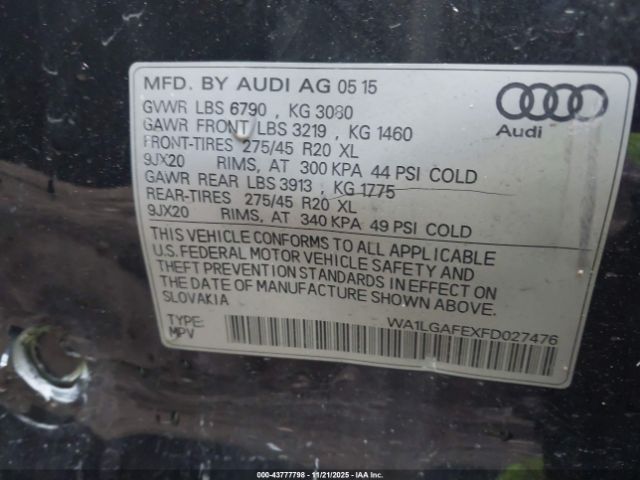 MFD. BY AUDI AG 05 15
GVWR LBS 6790 , KG 3080
GAWR FRONT LBS 3219 , KG 1460
FRONT-TIRES 275/45 R20 XL
9JX20 RIMS, AT 300 KPA 44 PSI COLD
GAWR REAR LBS 3913 , KG 1775
REAR-TIRES 275/45 R20 XL
9JX20 RIMS, AT 340 KPA 49 PSI COLD
THIS VEHICLE CONFORMS TO ALL APPLICABLE
U.S. FEDERAL MOTOR VEHICLE SAFETY AND
THEFT PREVENTION STANDARDS IN EFFECT ON
THE DATE OF MANUFACTURE SHOWN ABOVE.
SLOVAKIA
TYPE:
MPV
WA1LGAFEXFD027476
Audi
000-43777798 - 11/21/2025 - IAA Inc.